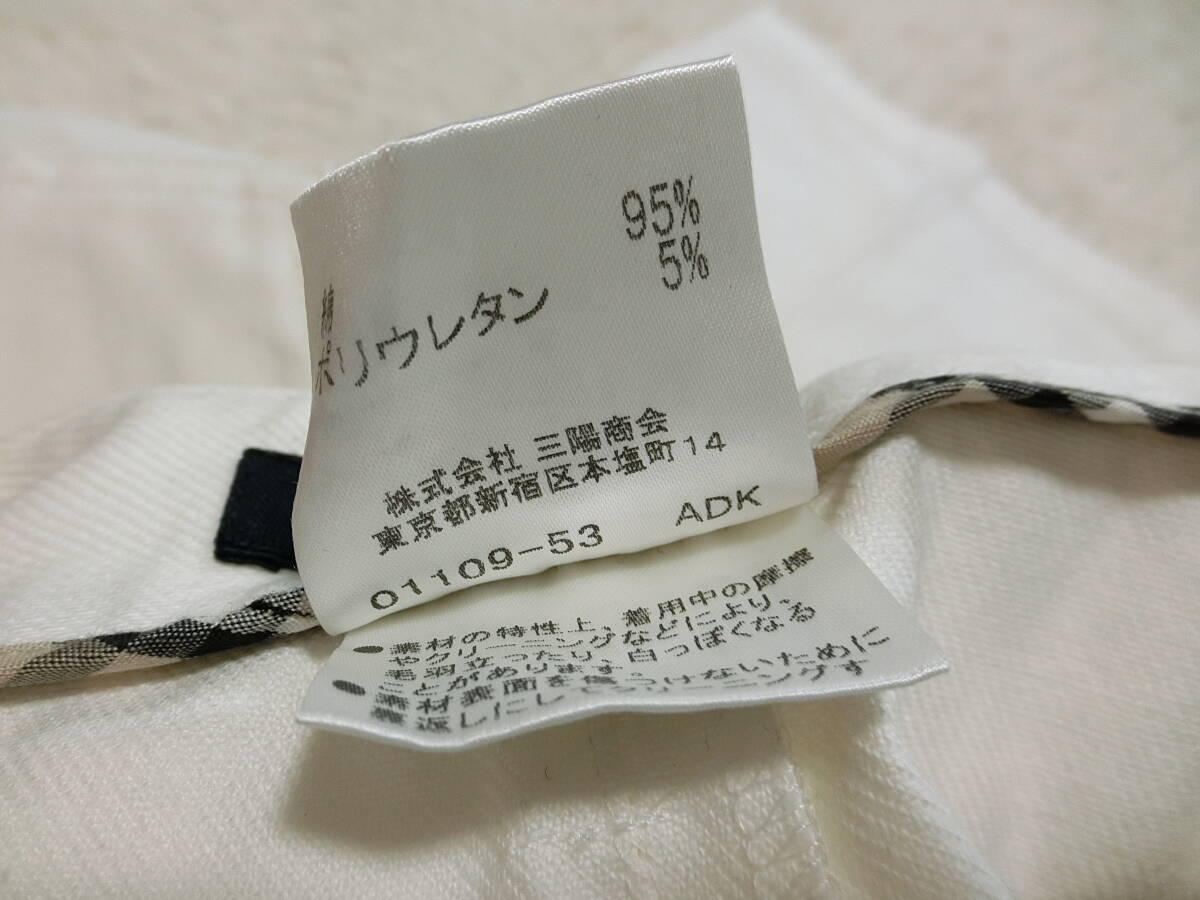 綿 95%
ポリウレタン 5%
株式会社 三陽商会
東京都新宿区本塩町14
01109-53 ADK
●素材の特性上、着用中の摩擦
やクリーニングなどにより、
毛羽立ったり、白っぽくなる
ことがあります。
●素材表面を傷つけないために
返しにしてクリーニングす